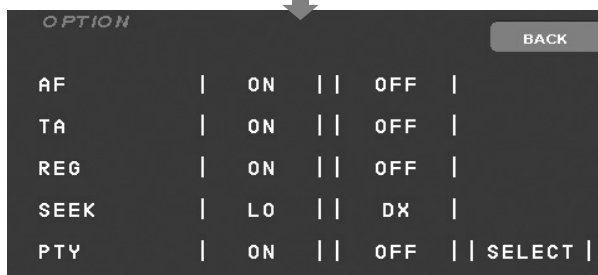 OPTION
BACK
AF | ON || OFF |
TA | ON || OFF |
REG | ON || OFF |
SEEK | LO || DX |
PTY | ON || OFF || SELECT |